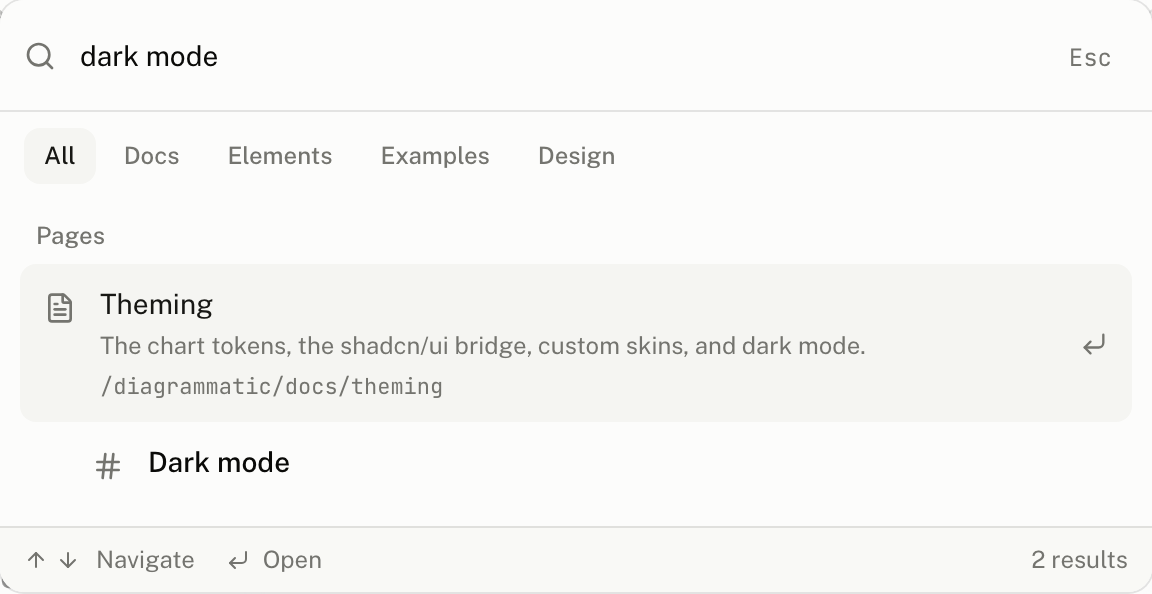 dark mode Esc
All Docs Elements Examples Design
Pages
Theming
The chart tokens, the shadcn/ui bridge, custom skins, and dark mode.
/diagrammatic/docs/theming
# Dark mode
↑ ↓ Navigate ↵ Open 2 results